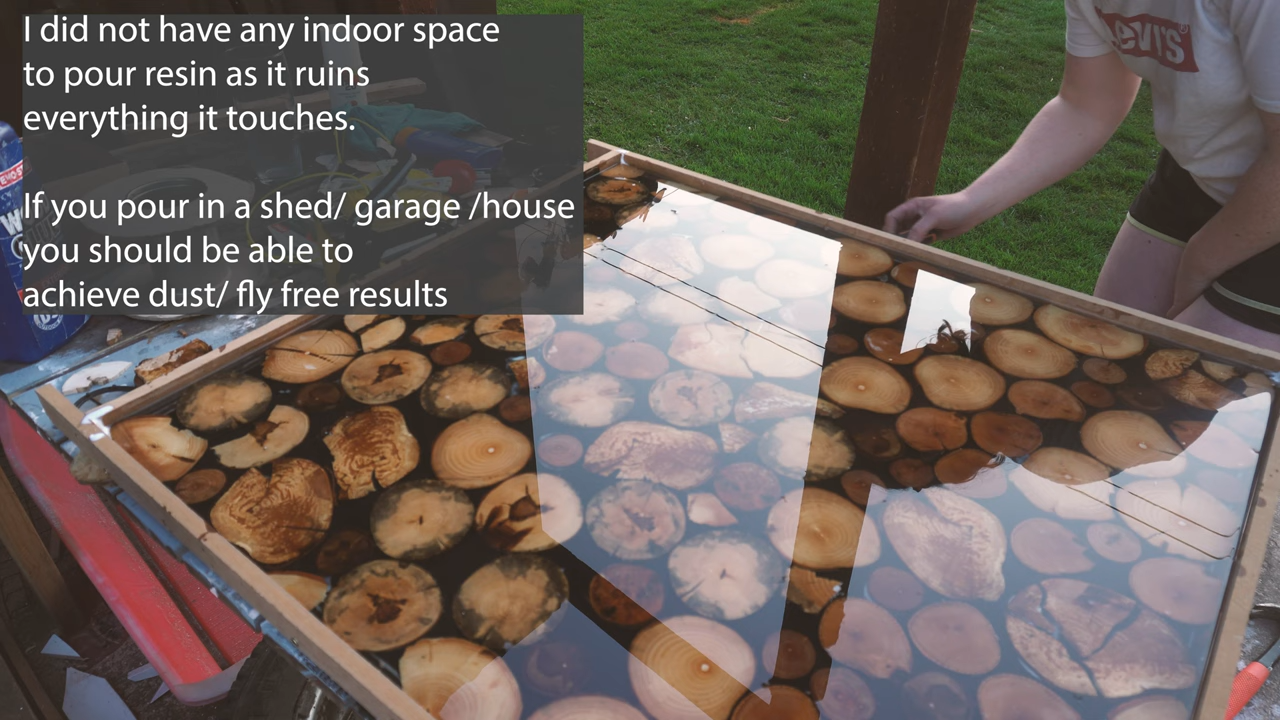 I did not have any indoor space
to pour resin as it ruins
everything it touches.
If you pour in a shed/ garage /house
you should be able to
achieve dust/ fly free results
Levi's